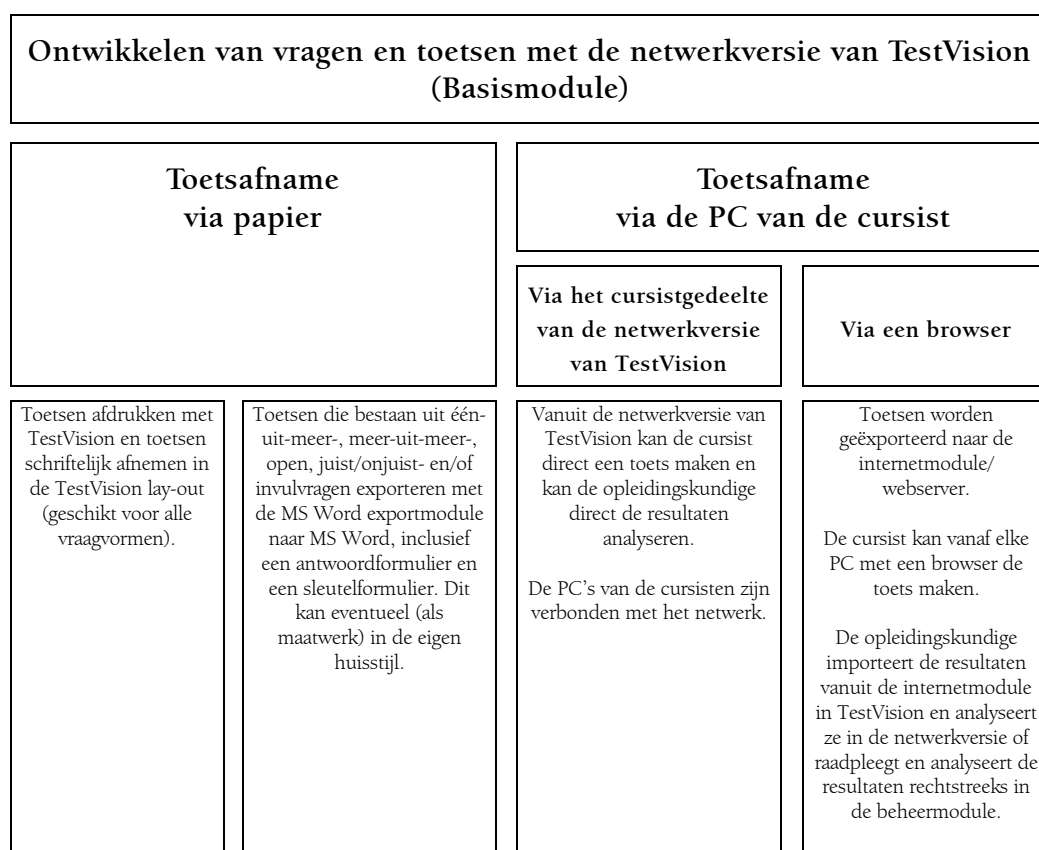 Ontwikkelen van vragen en toetsen met de netwerkversie van TestVision
(Basismodule)
Toetsafname
via papier
Toetsafname
via de PC van de cursist
Via het cursistgedeelte
van de netwerkversie
van TestVision
Via een browser
Toetsen afdrukken met
TestVision en toetsen
schriftelijk afnemen in
de TestVision lay-out
(geschikt voor alle
vraagvormen).
Toetsen die bestaan uit één-
uit-meer-, meer-uit-meer-,
open, juist/onjuist- en/of
invulvragen exporteren met
de MS Word exportmodule
naar MS Word, inclusief
een antwoordformulier en
een sleutelformulier. Dit
kan eventueel (als
maatwerk) in de eigen
huisstijl.
Vanuit de netwerkversie van
TestVision kan de cursist
direct een toets maken en
kan de opleidingskundige
direct de resultaten
analyseren.
De PC's van de cursisten zijn
verbonden met het netwerk.
Toetsen worden
geëxporteerd naar de
internetmodule/
webserver.
De cursist kan vanaf elke
PC met een browser de
toets maken.
De opleidingskundige
importeert de resultaten
vanuit de internetmodule
in TestVision en analyseert
ze in de netwerkversie of
raadpleegt en analyseert de
resultaten rechtstreeks in
de beheermodule.